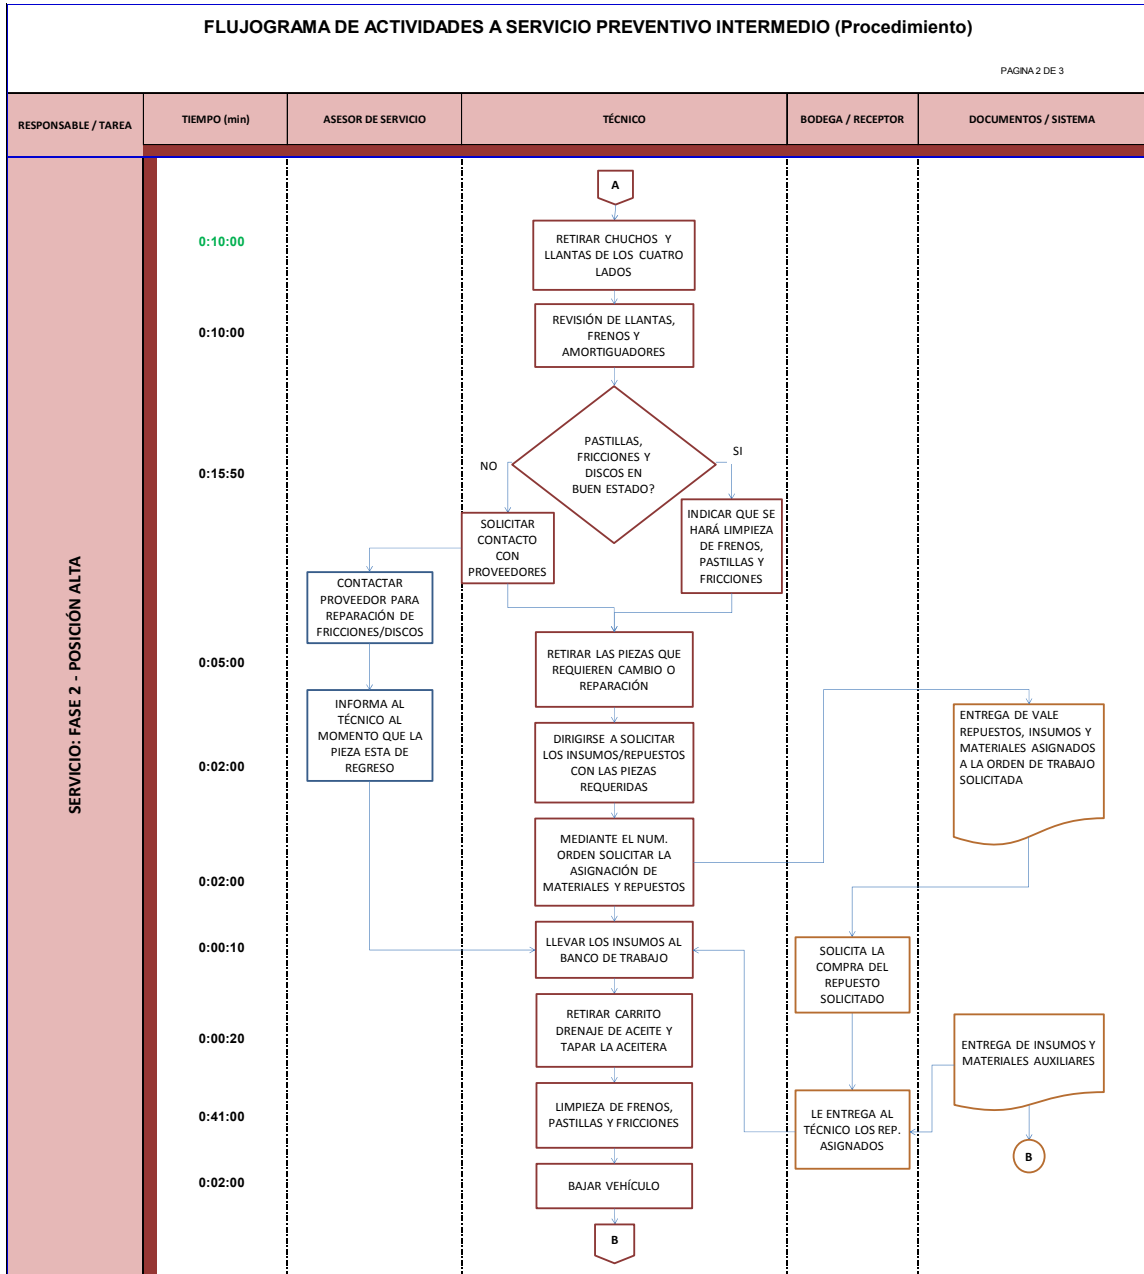 FLUJOGRAMA DE ACTIVIDADES A SERVICIO PREVENTIVO INTERMEDIO (Procedimiento)
PAGINA 2 DE 3
RESPONSABLE / TAREA
TIEMPO (min)
ASESOR DE SERVICIO
TÉCNICO
BODEGA / RECEPTOR
DOCUMENTOS / SISTEMA
SERVICIO: FASE 2 - POSICIÓN ALTA
A
0:10:00
RETIRAR CHUCHOS Y
LLANTAS DE LOS CUATRO
LADOS
0:10:00
REVISIÓN DE LLANTAS,
FRENOS Y
AMORTIGUADORES
0:15:50
PASTILLAS,
FRICCIONES Y
DISCOS EN
BUEN ESTADO?
NO
SI
SOLICITAR
CONTACTO
CON
PROVEEDORES
INDICAR QUE SE
HARÁ LIMPIEZA
DE FRENOS,
PASTILLAS Y
FRICCIONES
CONTACTAR
PROVEEDOR PARA
REPARACIÓN DE
FRICCIONES/DISCOS
0:05:00
RETIRAR LAS PIEZAS QUE
REQUIEREN CAMBIO O
REPARACIÓN
INFORMA AL
TÉCNICO AL
MOMENTO QUE LA
PIEZA ESTA DE
REGRESO
0:02:00
DIRIGIRSE A SOLICITAR
LOS INSUMOS/REPUESTOS
CON LAS PIEZAS
REQUERIDAS
ENTREGA DE VALE
REPUESTOS, INSUMOS Y
MATERIALES ASIGNADOS
A LA ORDEN DE TRABAJO
SOLICITADA
0:02:00
MEDIANTE EL NUM.
ORDEN SOLICITAR LA
ASIGNACIÓN DE
MATERIALES Y REPUESTOS
0:00:10
LLEVAR LOS INSUMOS AL
BANCO DE TRABAJO
SOLICITA LA
COMPRA DEL
REPUESTO
SOLICITADO
0:00:20
RETIRAR CARRITO
DRENAJE DE ACEITE Y
TAPAR LA ACEITERA
ENTREGA DE INSUMOS Y
MATERIALES AUXILIARES
0:41:00
LIMPIEZA DE FRENOS,
PASTILLAS Y FRICCIONES
LE ENTREGA AL
TÉCNICO LOS REP.
ASIGNADOS
B
0:02:00
BAJAR VEHÍCULO
B